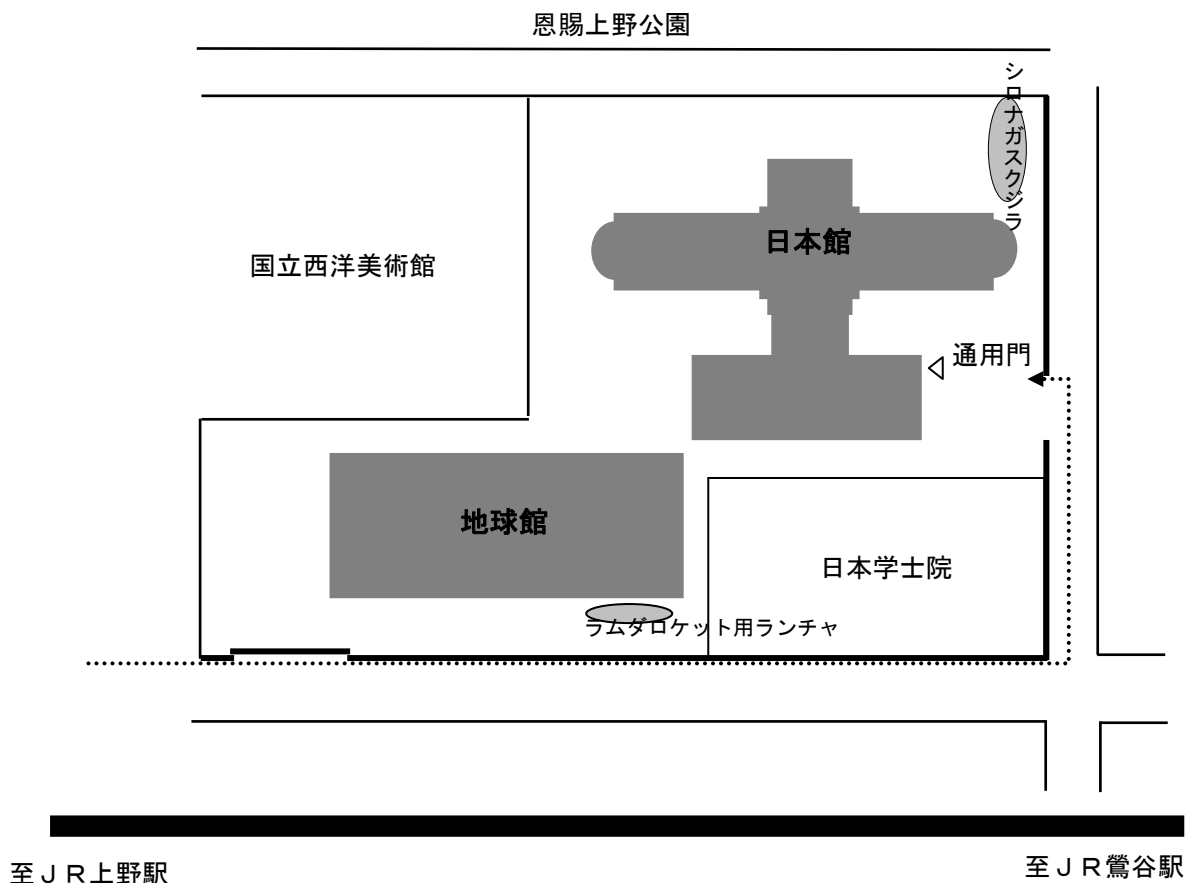 恩賜上野公園
シロナガスクジラ
日本館
国立西洋美術館
通用門
地球館
日本学士院
ラムダロケット用ランチャ
至ＪＲ上野駅
至ＪＲ鶯谷駅